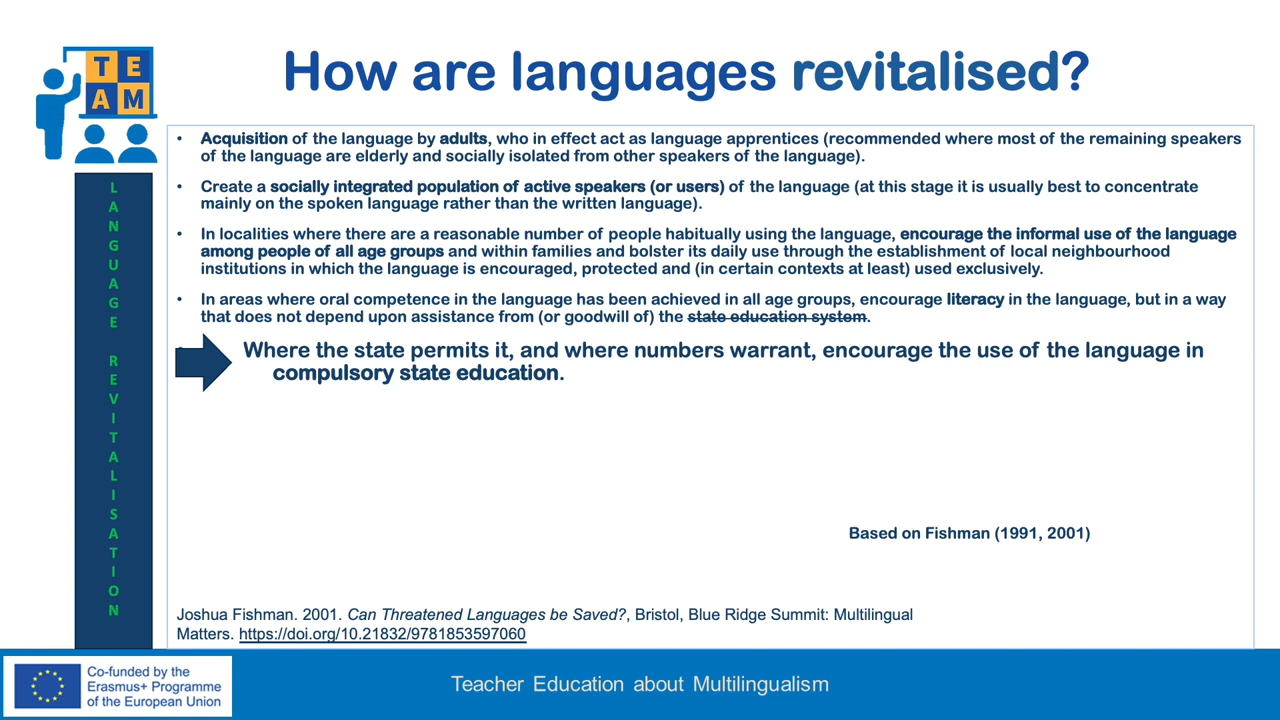 TE
AM
How are languages revitalised?
• Acquisition of the language by adults, who in effect act as language apprentices (recommended where most of the remaining speakers
of the language are elderly and socially isolated from other speakers of the language).
• Create a socially integrated population of active speakers (or users) of the language (at this stage it is usually best to concentrate
mainly on the spoken language rather than the written language).
• In localities where there are a reasonable number of people habitually using the language, encourage the informal use of the language
among people of all age groups and within families and bolster its daily use through the establishment of local neighbourhood
institutions in which the language is encouraged, protected and (in certain contexts at least) used exclusively.
• In areas where oral competence in the language has been achieved in all age groups, encourage literacy in the language, but in a way
that does not depend upon assistance from (or goodwill of) the state education system.
Where the state permits it, and where numbers warrant, encourage the use of the language in
compulsory state education.
Based on Fishman (1991, 2001)
Joshua Fishman. 2001. Can Threatened Languages be Saved?, Bristol, Blue Ridge Summit: Multilingual
Matters. https://doi.org/10.21832/9781853597060
L
A
N
G
U
A
G
E
R
E
V
I
T
A
L
I
S
A
T
I
O
N
Co-funded by the
Erasmus+ Programme
of the European Union
Teacher Education about Multilingualism